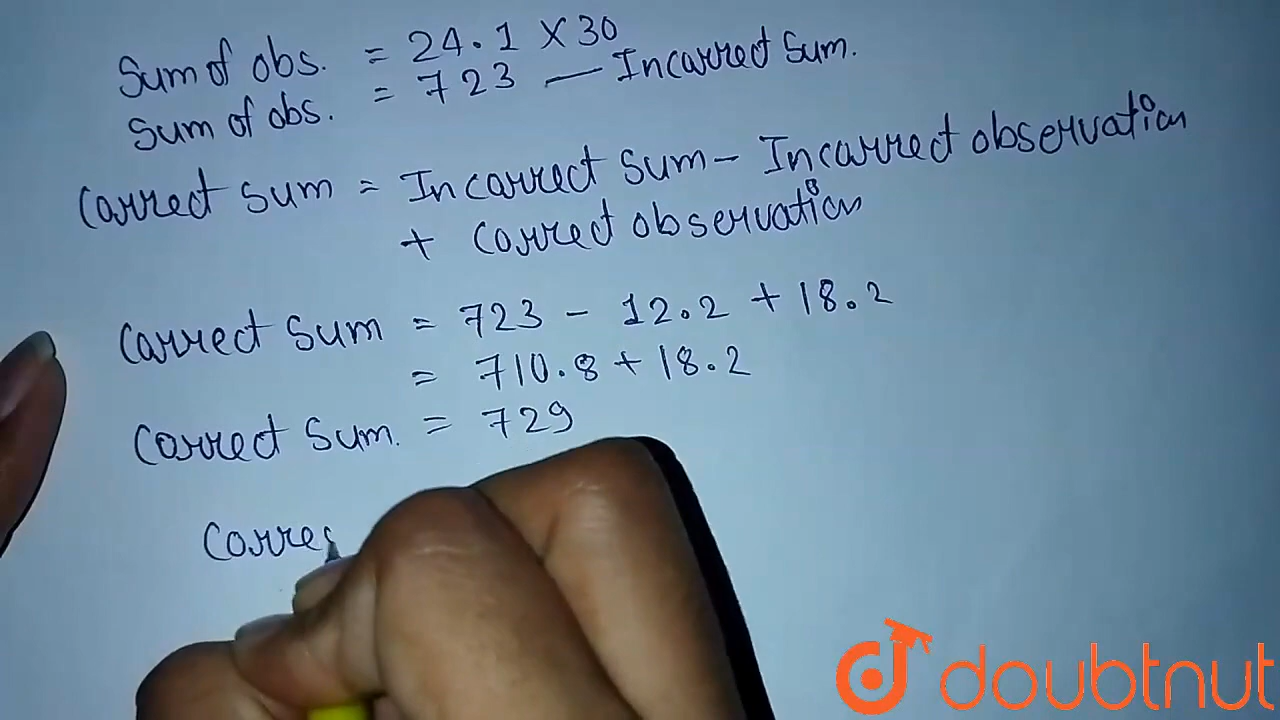 Sum of obs. = 24.1 X 30
Sum of obs. = 723 — Incorrect Sum.
Correct Sum = Incorrect Sum - Incorrect observation
+ Correct observation
Correct Sum = 723 - 12.2 + 18.2
= 710.8 + 18.2
Correct Sum. = 729
Corre
doubtnut